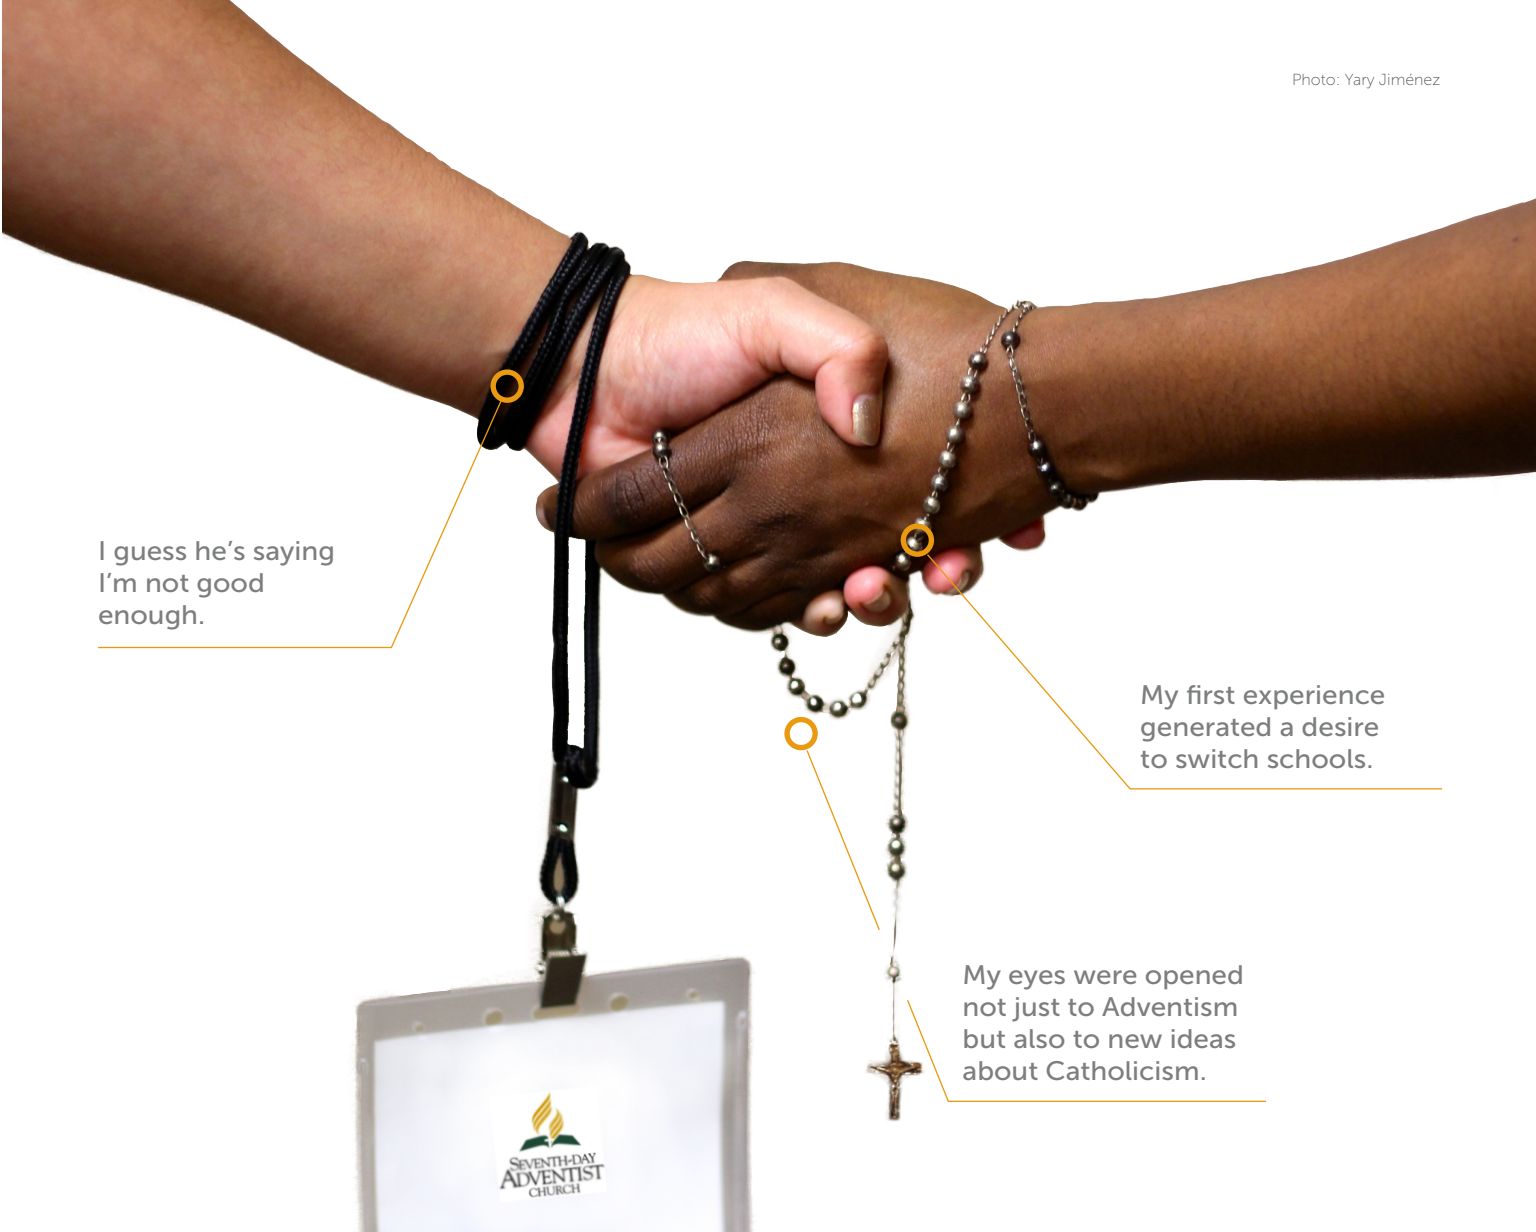 Photo: Yary Jiménez
I guess he's saying
I'm not good
enough.
My first experience
generated a desire
to switch schools.
My eyes were opened
not just to Adventism
but also to new ideas
about Catholicism.
SEVENTH-DAY
ADVENTIST
CHURCH